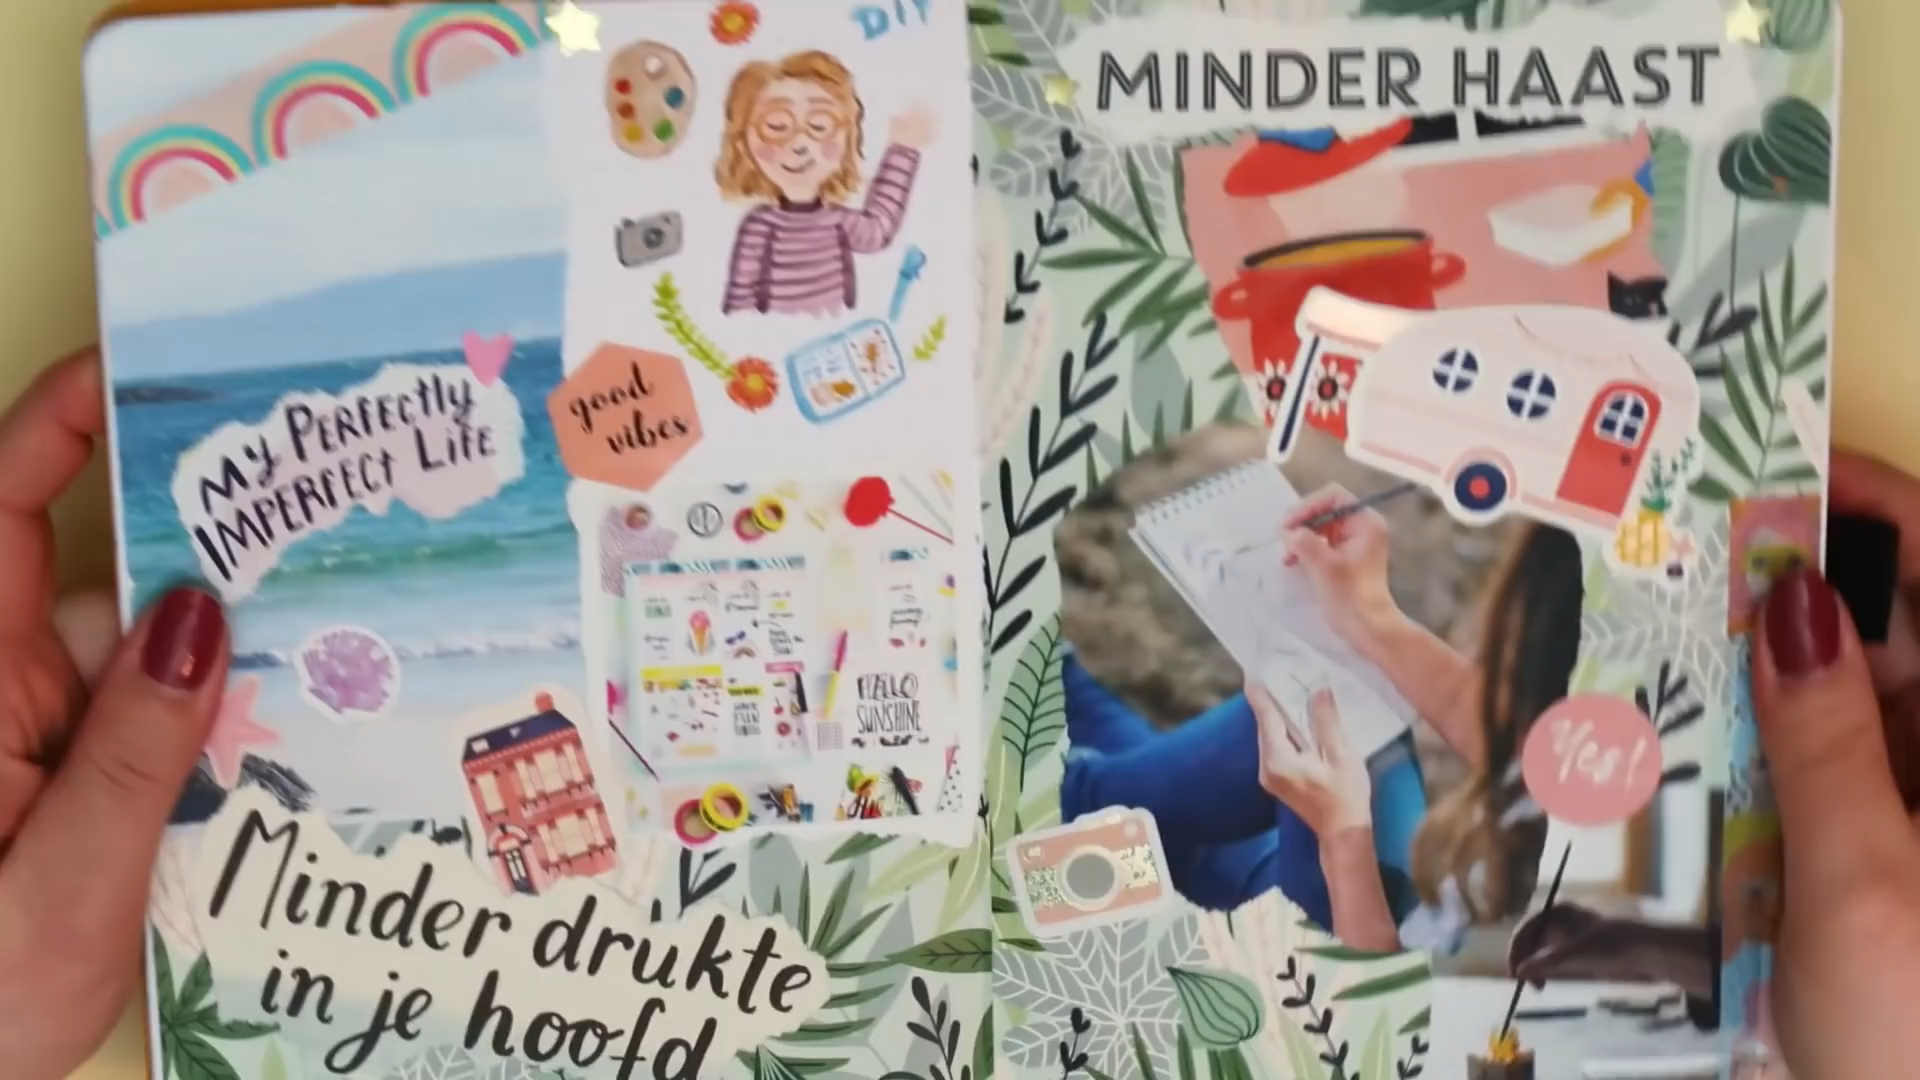 DIY
MINDER HAAST
My PERFECtly
IMPERFECt LiFE
good
vibes
HELLO
SUNSHINE
Yes!
Minder drukte
in je hoofd